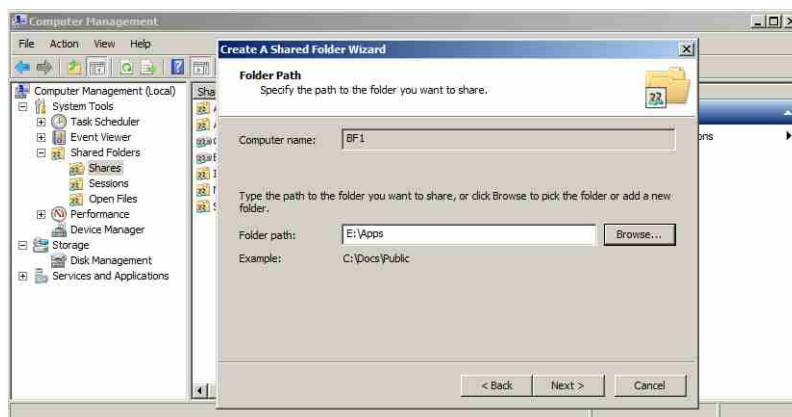 Computer Management
File Action View Help
Computer Management (Local)
System Tools
Task Scheduler
Event Viewer
Shared Folders
Shares
Sessions
Open Files
Performance
Device Manager
Storage
Disk Management
Services and Applications
Sha
Create A Shared Folder Wizard
Folder Path
Specify the path to the folder you want to share.
Computer name: BF1
Type the path to the folder you want to share, or click Browse to pick the folder or add a new
folder.
Folder path: E:\Apps Browse...
Example: C:\Docs\Public
< Back Next > Cancel
ons